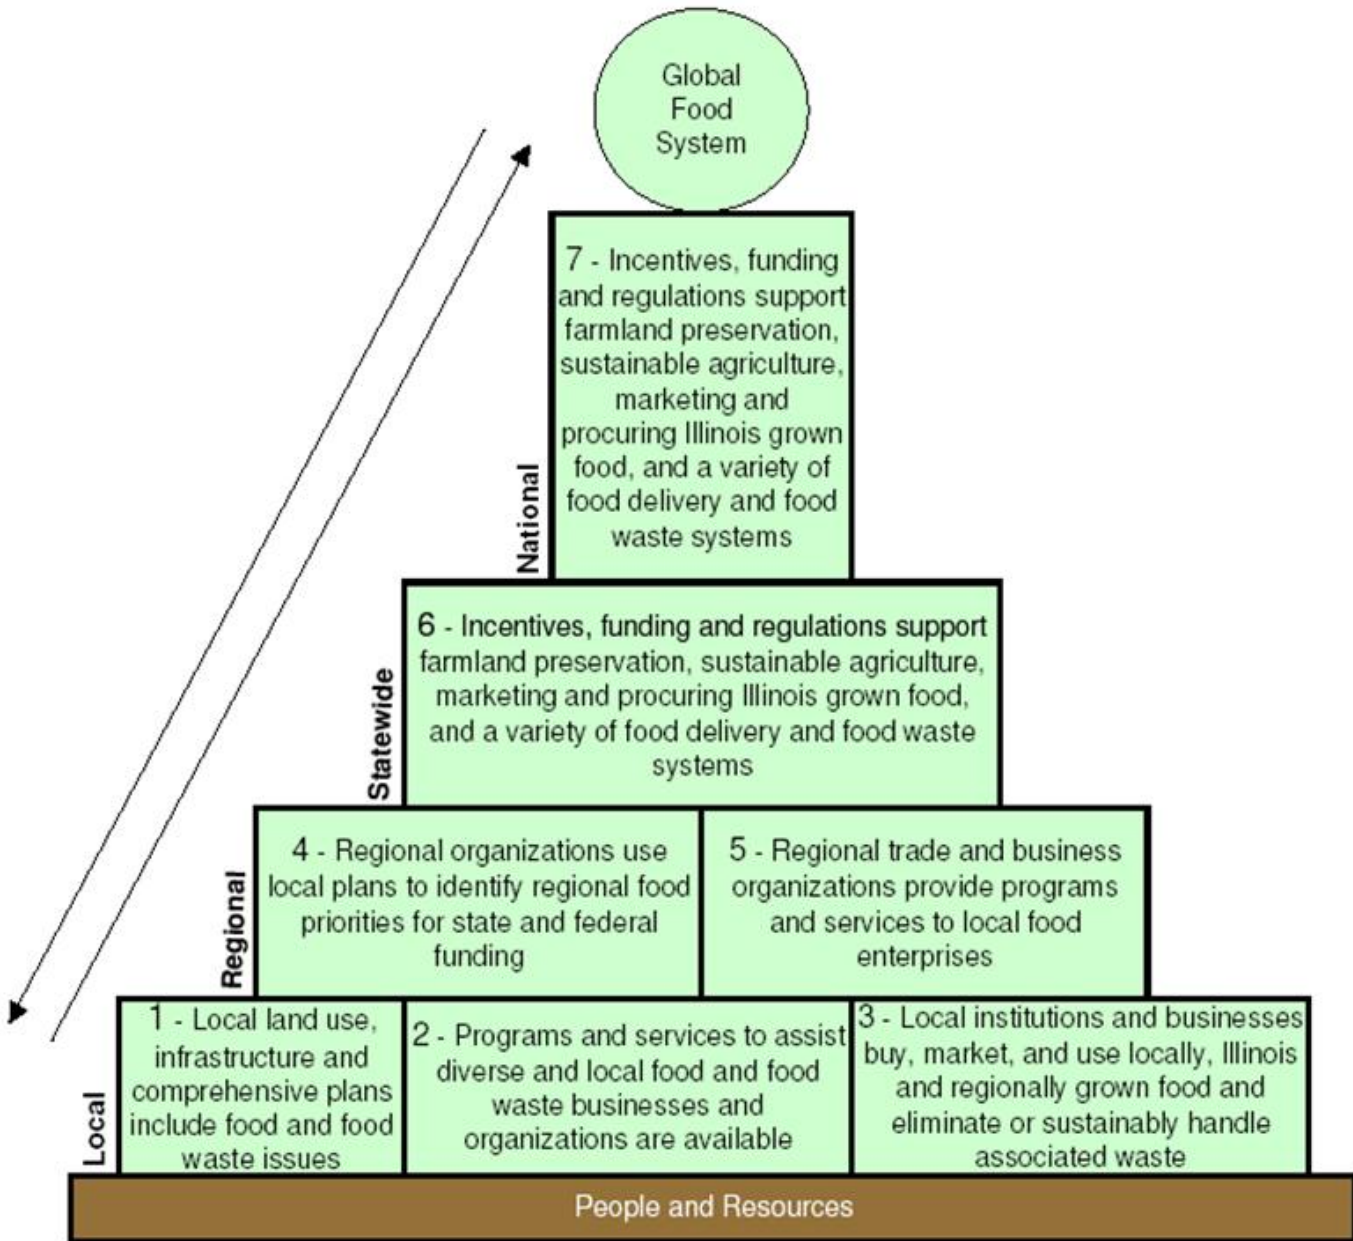 Global
Food
System
7 - Incentives, funding
and regulations support
farmland preservation,
sustainable agriculture,
marketing and
procuring Illinois grown
food, and a variety of
food delivery and food
waste systems
National
6 - Incentives, funding and regulations support
farmland preservation, sustainable agriculture,
marketing and procuring Illinois grown food,
and a variety of food delivery and food waste
systems
Statewide
4 - Regional organizations use
local plans to identify regional food
priorities for state and federal
funding
5 - Regional trade and business
organizations provide programs
and services to local food
enterprises
Regional
1 - Local land use,
infrastructure and
comprehensive plans
include food and food
waste issues
2 - Programs and services to assist
diverse and local food and food
waste businesses and
organizations are available
3 - Local institutions and businesses
buy, market, and use locally, Illinois
and regionally grown food and
eliminate or sustainably handle
associated waste
Local
People and Resources